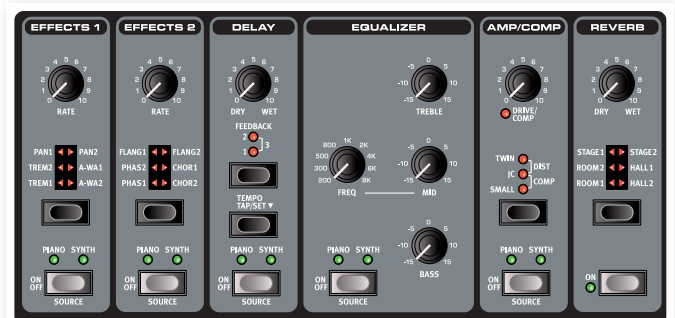 EFFECTS 1
3 4 5 6 7
2 8
1 9
0 10
RATE
PAN1 PAN2
TREM2 A-WA1
TREM1 A-WA2
PIANO SYNTH
ON
OFF
SOURCE
EFFECTS 2
3 4 5 6 7
2 8
1 9
0 10
RATE
FLANG1 FLANG2
PHAS2 CHOR1
PHAS1 CHOR2
PIANO SYNTH
ON
OFF
SOURCE
DELAY
3 4 5 6 7
2 8
1 9
0 10
DRY WET
FEEDBACK
2
1 3
TEMPO
TAP/SET ▼
PIANO SYNTH
ON
OFF
SOURCE
EQUALIZER
-5 0 5
-10 10
-15 15
TREBLE
800 1K 2K
500 4K
300 6K
200 8K
FREQ
-5 0 5
-10 10
-15 15
MID
-5 0 5
-10 10
-15 15
BASS
PIANO SYNTH
ON
OFF
SOURCE
AMP/COMP
3 4 5 6 7
2 8
1 9
0 10
DRIVE/
COMP
TWIN
DIST
JC
COMP
SMALL
PIANO SYNTH
ON
OFF
SOURCE
REVERB
3 4 5 6 7
2 8
1 9
0 10
DRY WET
STAGE1 STAGE2
ROOM2 HALL 1
ROOM1 HALL 2
ON
ON
OFF